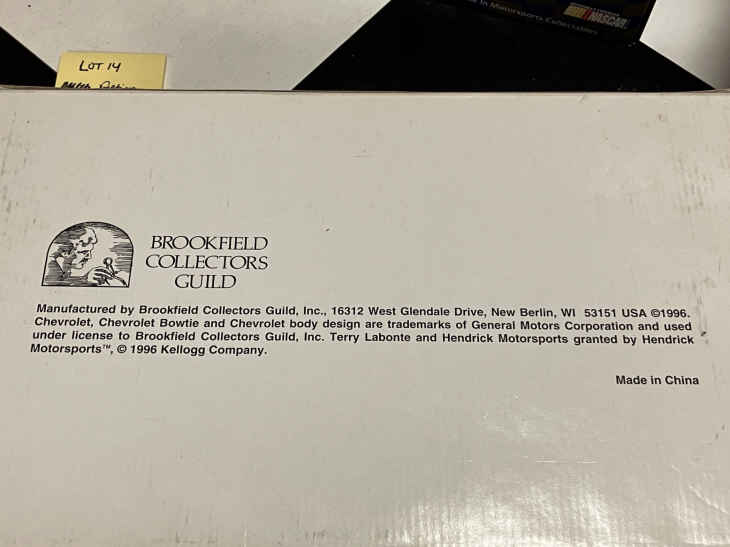 In Motorsports Collectables
NASCAR
LOT 14
BROOKFIELD
COLLECTORS
GUILD
Manufactured by Brookfield Collectors Guild, Inc., 16312 West Glendale Drive, New Berlin, WI 53151 USA ©1996.
Chevrolet, Chevrolet Bowtie and Chevrolet body design are trademarks of General Motors Corporation and used
under license to Brookfield Collectors Guild, Inc. Terry Labonte and Hendrick Motorsports granted by Hendrick
Motorsports™, © 1996 Kellogg Company.
Made in China